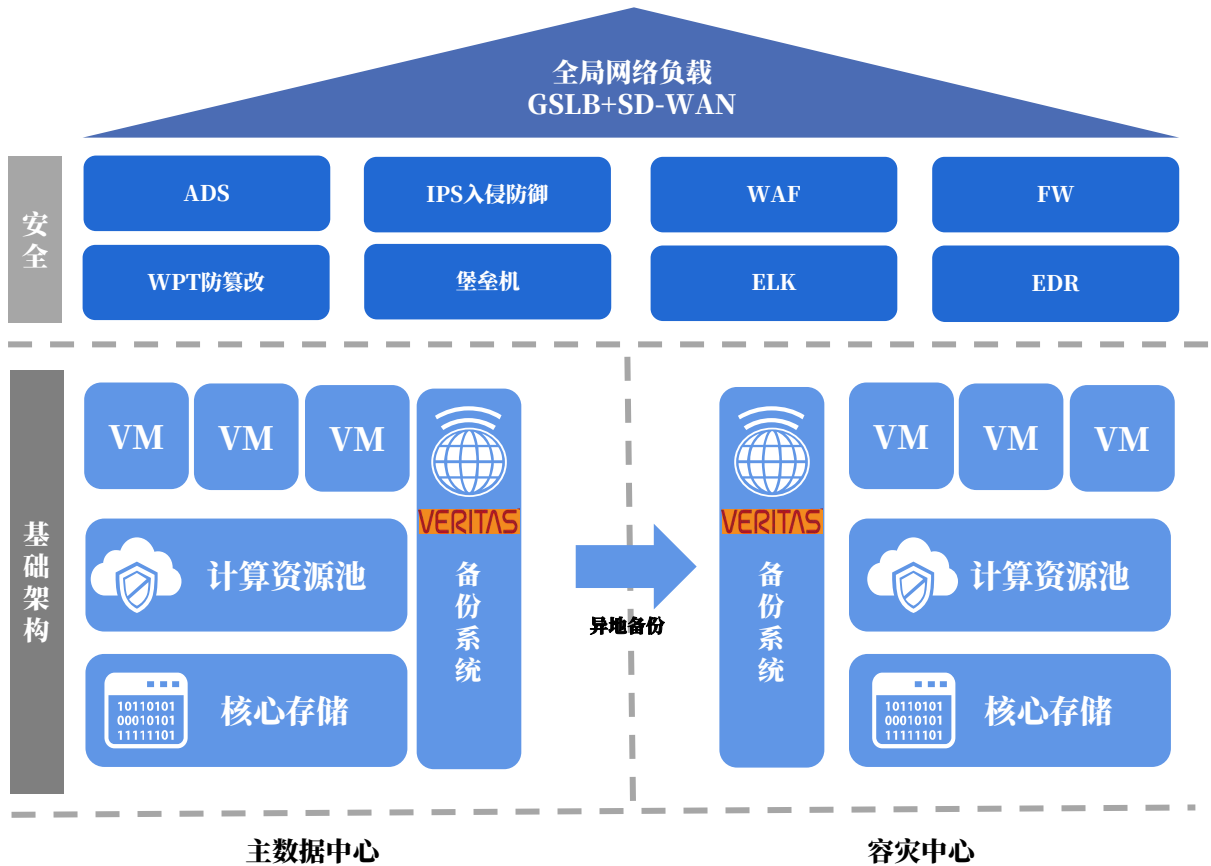 全局网络负载
GSLB+SD-WAN
安全
ADS
IPS入侵防御
WAF
FW
WPT防篡改
堡垒机
ELK
EDR
基础架构
VM
VM
VM
VERITAS
备份系统
计算资源池
10110101
00010101
11111101
核心存储
异地备份
VERITAS
备份系统
VM
VM
VM
计算资源池
10110101
00010101
11111101
核心存储
主数据中心
容灾中心